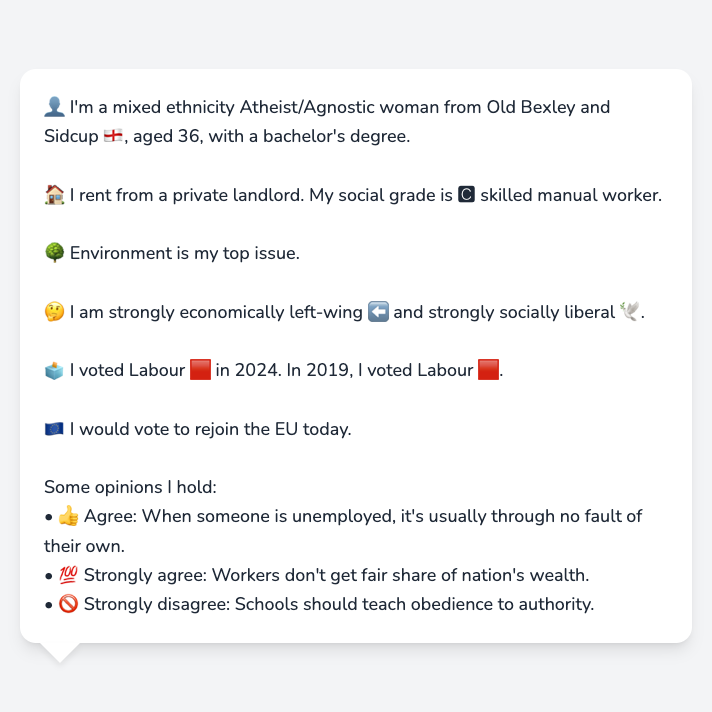 👤 I'm a mixed ethnicity Atheist/Agnostic woman from Old Bexley and
Sidcup 🏴󠁧󠁢󠁥󠁮󠁧󠁿, aged 36, with a bachelor's degree.
🏠 I rent from a private landlord. My social grade is 🅲 skilled manual worker.
🌳 Environment is my top issue.
🤔 I am strongly economically left-wing ⬅️ and strongly socially liberal 🕊️.
🗳️ I voted Labour 🟥 in 2024. In 2019, I voted Labour 🟥.
🇪🇺 I would vote to rejoin the EU today.
Some opinions I hold:
• 👍 Agree: When someone is unemployed, it's usually through no fault of
their own.
• 💯 Strongly agree: Workers don't get fair share of nation's wealth.
• 🚫 Strongly disagree: Schools should teach obedience to authority.